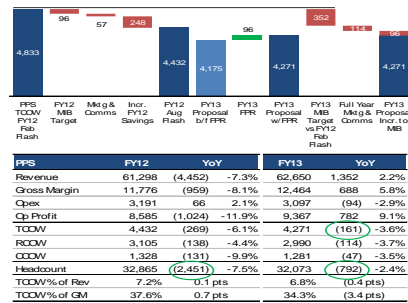 352
96
57
248
114
96
96
4,833
4,432
4,175
4,271
4,271
PPS TCOW FY12 Feb Flash
FY12 MIB Target
Mktg & Comms
Incr. FY12 Savings
FY12 Aug Flash
FY13 Proposal b/f FPR
FY13 FPR
FY13 Proposal w/ FPR
FY13 MIB Target vs FY12 Feb Flash
Full Year Mktg & Comms
FY13 Proposal Incr. to MIB
PPS FY12 YoY FY13 YoY
Revenue 61,298 (4,452) -7.3% 62,650 1,352 2.2%
Gross Margin 11,776 (959) -8.1% 12,464 688 5.8%
Opex 3,191 66 2.1% 3,097 (94) -2.9%
Op Profit 8,585 (1,024) -11.9% 9,367 782 9.1%
TCOW 4,432 (269) -6.1% 4,271 (161) -3.6%
RCOW 3,105 (138) -4.4% 2,990 (114) -3.7%
CCOW 1,328 (131) -9.9% 1,281 (47) -3.5%
Headcount 32,865 (2,451) -7.5% 32,073 (792) -2.4%
TCOW % of Rev 7.2% 0.1 pts 6.8% (0.4 pts)
TCOW % of GM 37.6% 0.7 pts 34.3% (3.4 pts)